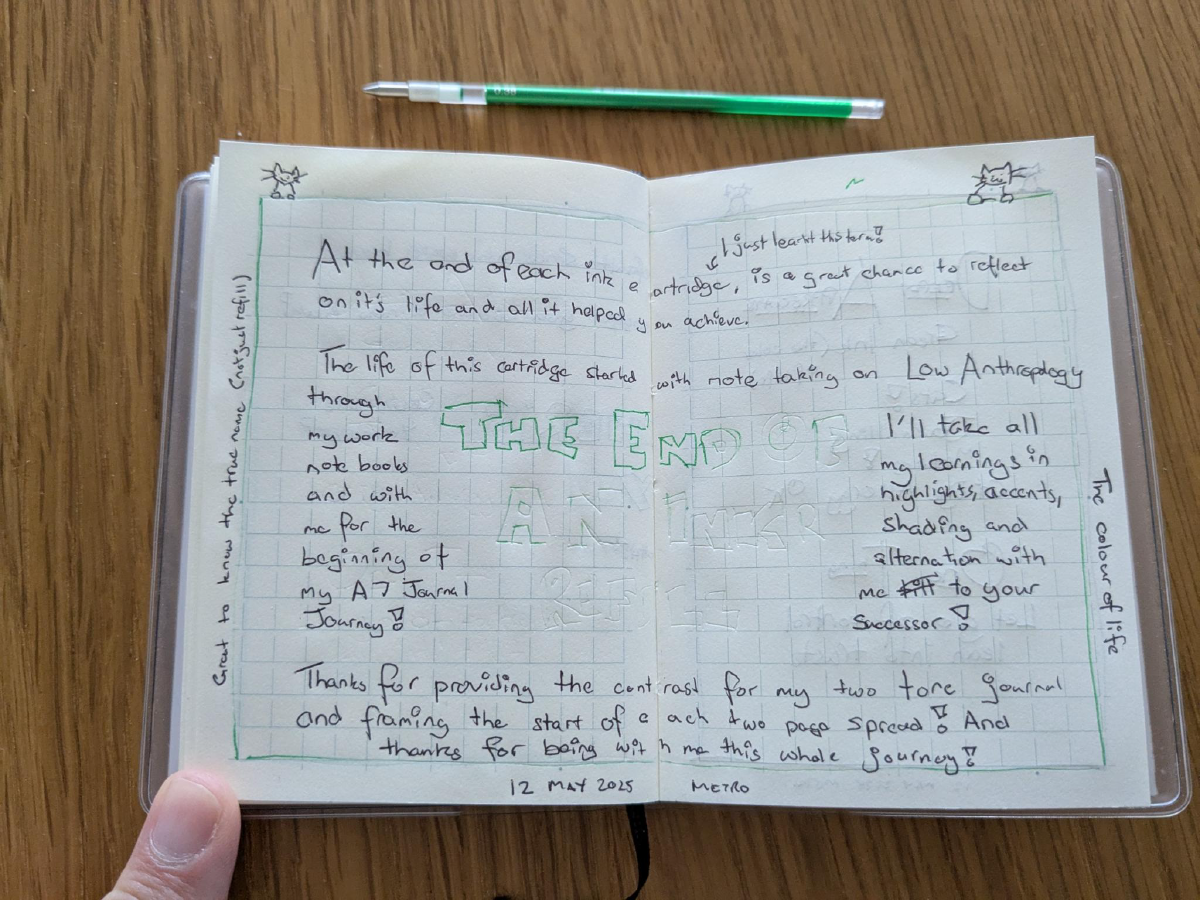 I just learnt this term!
At the end of each ink cartridge, is a great chance to reflect
on it's life and all it helped you achieve.
The life of this cartridge started with note taking on Low Anthropology
through
my work
note books
and with
me for the
beginning of
my A7 Journal
Journey!
THE END OF
AN INK
REFILL
I'll take all
my learnings in
highlights, accents,
shading and
alternation with
me to your
Successor!
Thanks for providing the contrast for my two tone journal
and framing the start of each two page spread! And
thanks for being with me this whole journey!
12 MAY 2025 METRO
Great to know the true name (not just refill)
The colour of life
0.38